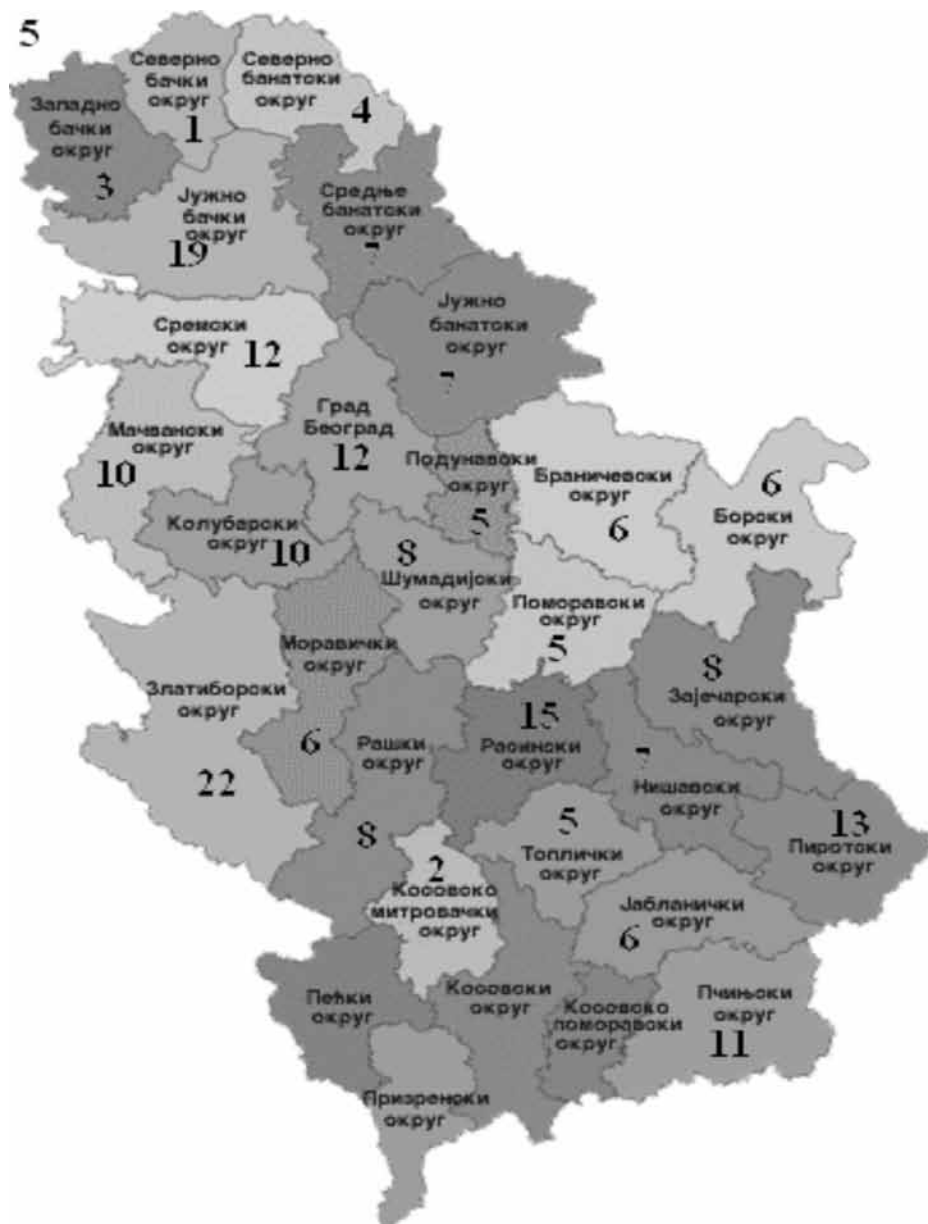 5
Северно
бачки
округ
1
Северно
банатски
округ
4
Западно
бачки
округ
3
Јужно
бачки
округ
19
Средње
банатски
округ
7
Јужно
банатски
округ
7
Сремски
округ
12
Град
Београд
12
Мачвански
округ
10
Подунавски
округ
5
Браничевски
округ
6
6
Борски
округ
Колубарски
округ
10
8
Шумадијски
округ
Поморавски
округ
5
Моравички
округ
6
Златиборски
округ
22
8
Зајечарски
округ
Рашки
округ
8
15
Расински
округ
7
Нишавски
округ
13
Пиротски
округ
5
Топлички
округ
2
Косовско
митровачки
округ
Јабланички
округ
6
Пећки
округ
Косовски
округ
Косовско
поморавски
округ
Пчињски
округ
11
Призренски
округ